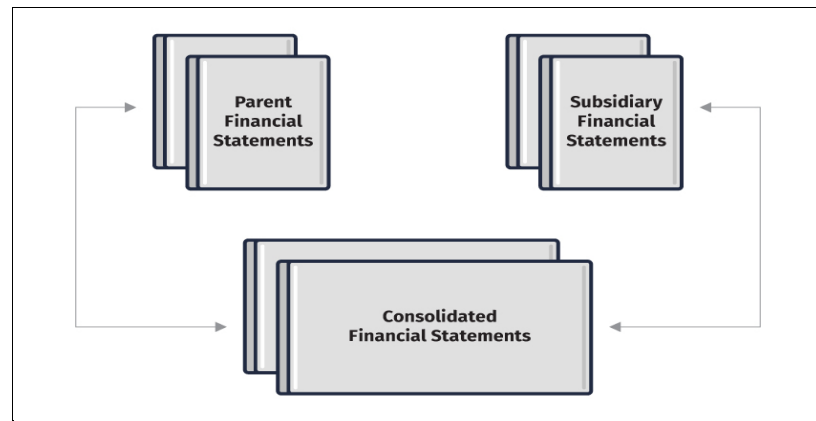 Parent
Financial
Statements
Subsidiary
Financial
Statements
Consolidated
Financial Statements